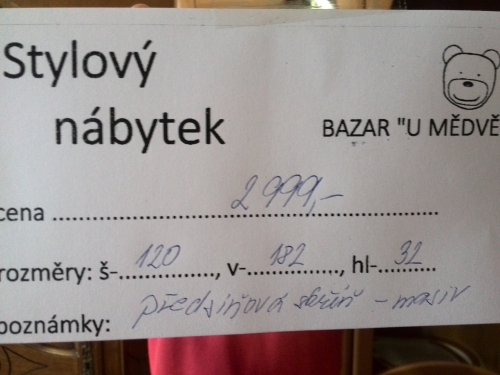 Stylový
nábytek
BAZAR "U MĚDVĚ
cena ........ 2 999,- ........
rozměry: š-..120.., v-..182.., hl-..32..
poznámky: předsíňová skříň - masiv